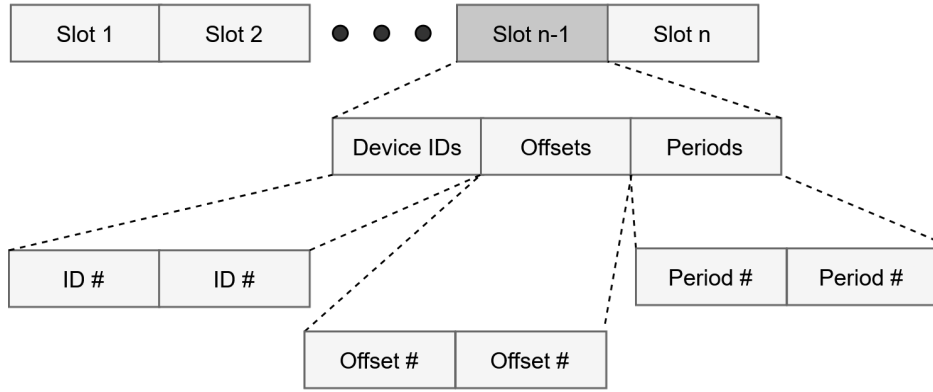 Slot 1 Slot 2 Slot n-1 Slot n
Device IDs Offsets Periods
ID # ID # Period # Period #
Offset # Offset #